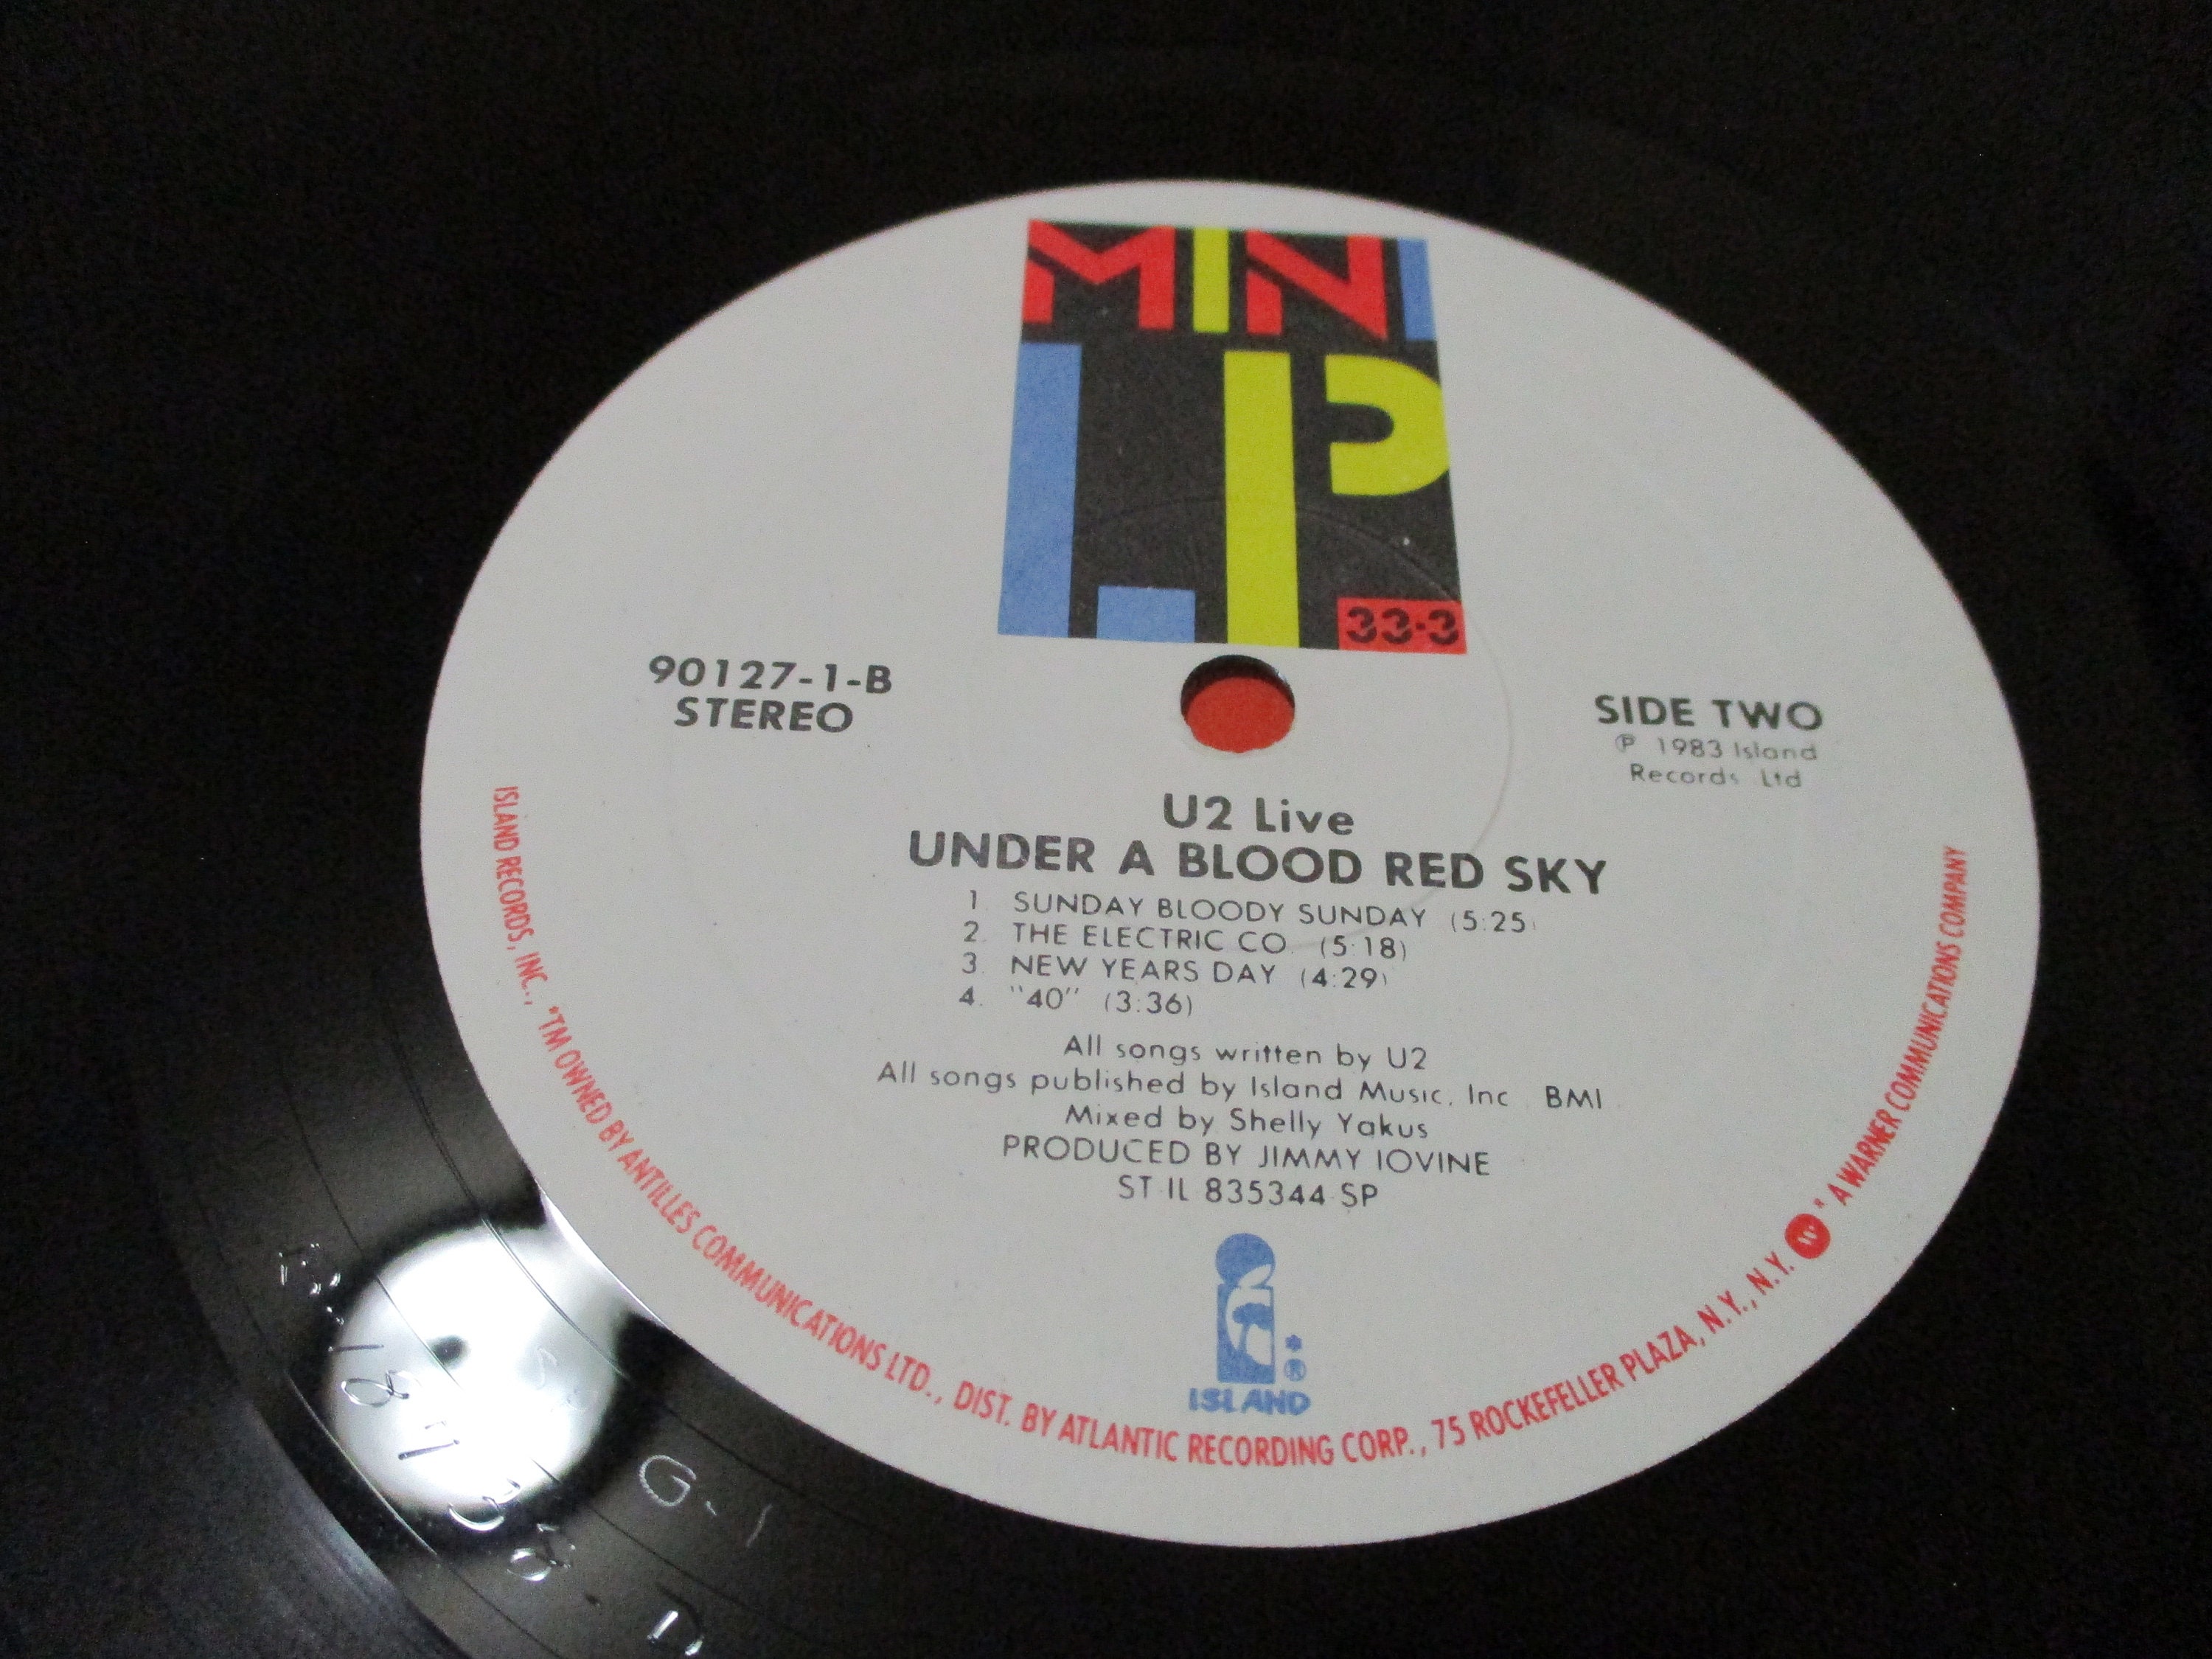 MINI
LP
33·3
90127-1-B
STEREO
SIDE TWO
℗ 1983 Island
Records Ltd
U2 Live
UNDER A BLOOD RED SKY
1. SUNDAY BLOODY SUNDAY (5:25)
2. THE ELECTRIC CO. (5:18)
3. NEW YEARS DAY (4:29)
4. "40" (3:36)
All songs written by U2
All songs published by Island Music, Inc BMI
Mixed by Shelly Yakus
PRODUCED BY JIMMY IOVINE
ST-IL-835344-SP
*®
ISLAND
ISLAND RECORDS, INC., *TM OWNED BY ANTILLES COMMUNICATIONS LTD., DIST. BY ATLANTIC RECORDING CORP., 75 ROCKEFELLER PLAZA, N.Y., N.Y. * A WARNER COMMUNICATIONS COMPANY
G-1